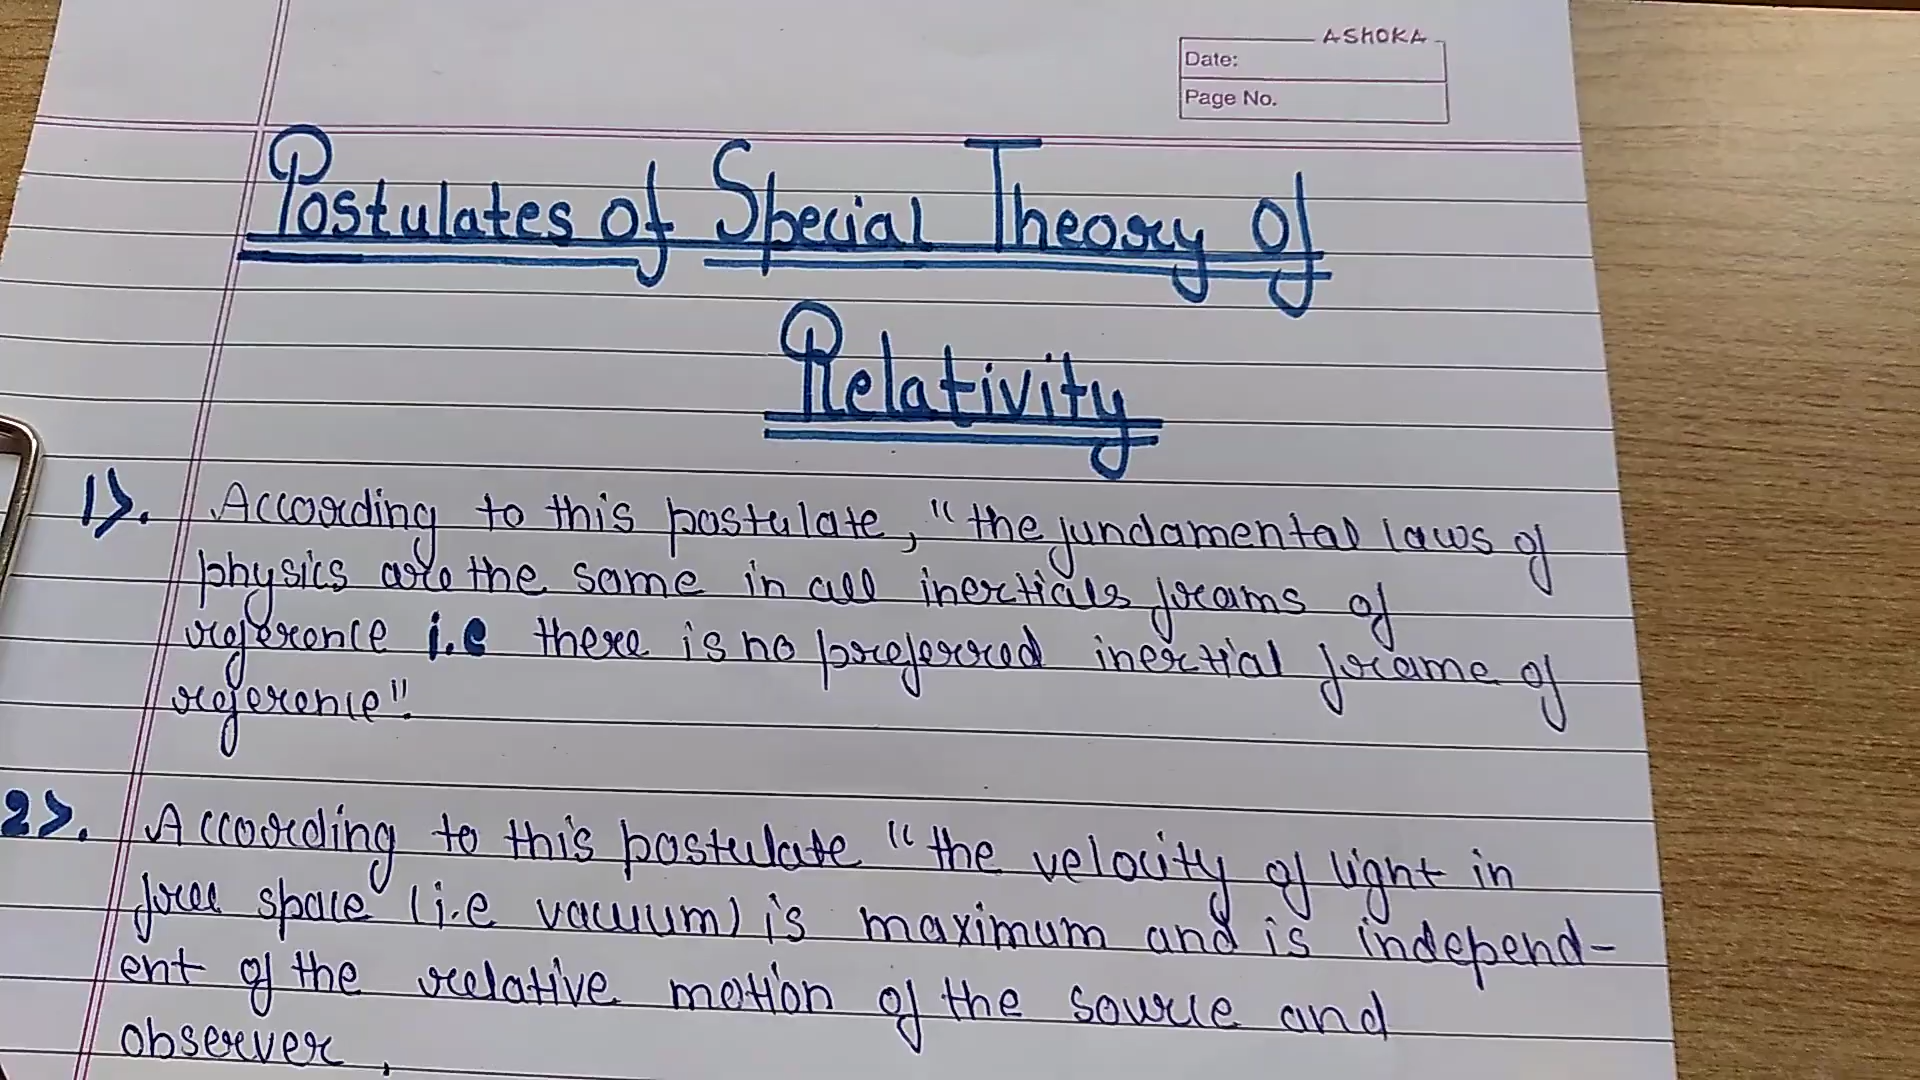 ASHOKA
Date:
Page No.
Postulates of Special Theory of
Relativity
1). According to this postulate, "the fundamental laws of
physics are the same in all inertials frams of
reference i.e there is no preferred inertial frame of
reference".
2). According to this postulate "the velocity of light in
free space (i.e vacuum) is maximum and is independ-
ent of the relative motion of the source and
observer.